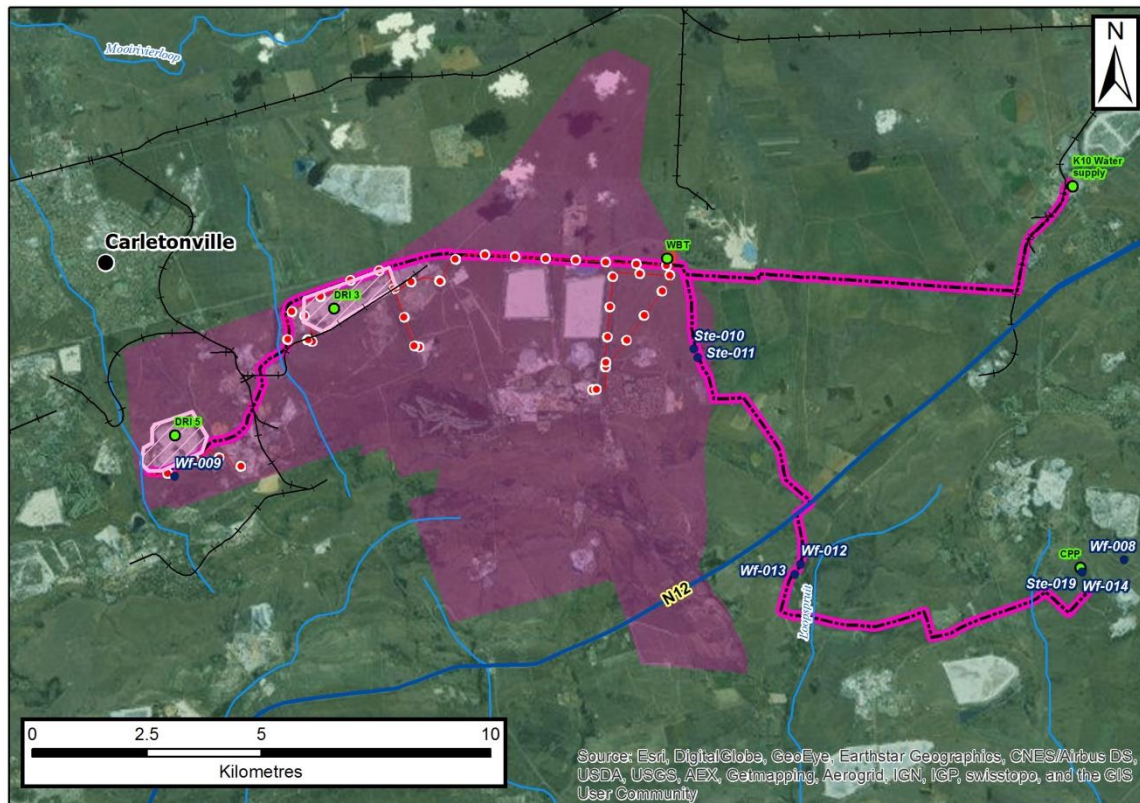 Mooirivierloop
N
K10 Water
supply
Carletonville
WBT
DRI 3
Ste-010
Ste-011
DRI 5
Wf-009
Wf-012
Wf-013
Wf-008
CPP
Ste-019
Wf-014
N12
Loopspruit
0 2.5 5 10
Kilometres
Source: Esri, DigitalGlobe, GeoEye, Earthstar Geographics, CNES/Airbus DS,
USDA, USGS, AEX, Getmapping, Aerogrid, IGN, IGP, swisstopo, and the GIS
User Community